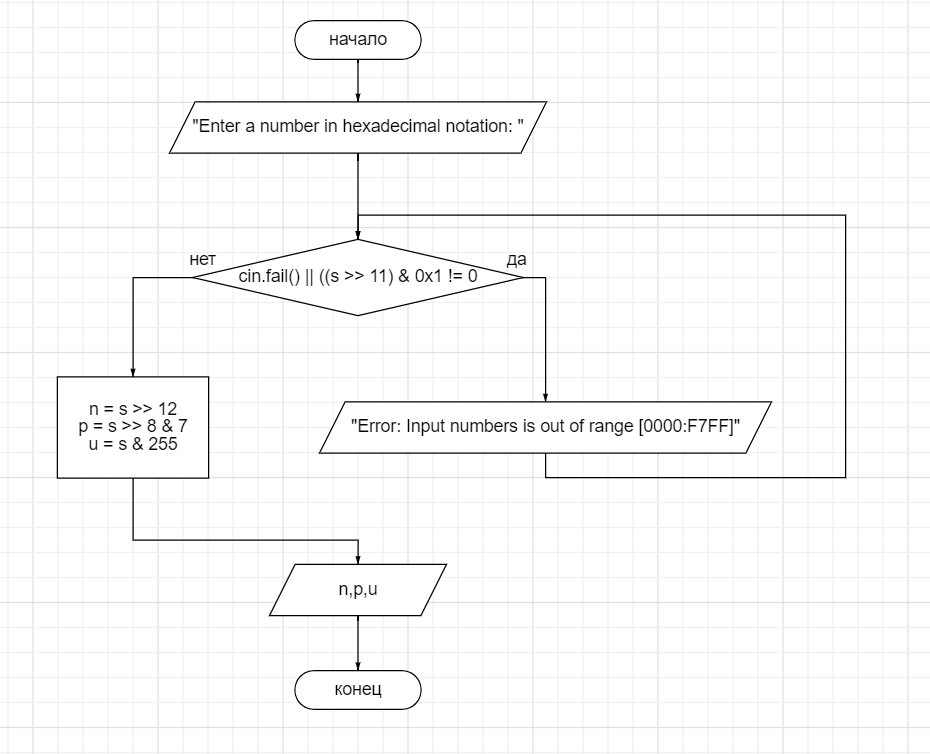 начало
"Enter a number in hexadecimal notation: "
нет
да
cin.fail() || ((s >> 11) & 0x1 != 0
n = s >> 12
p = s >> 8 & 7
u = s & 255
"Error: Input numbers is out of range [0000:F7FF]"
n,p,u
конец